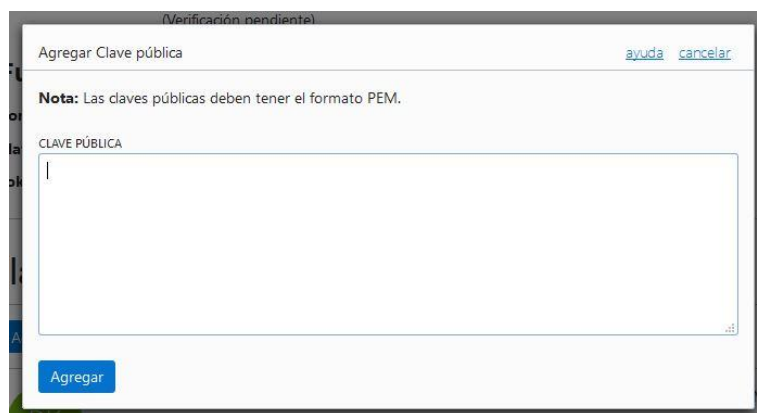 (Verificación pendiente)
Agregar Clave pública
ayuda cancelar
Nota: Las claves públicas deben tener el formato PEM.
CLAVE PÚBLICA
Agregar